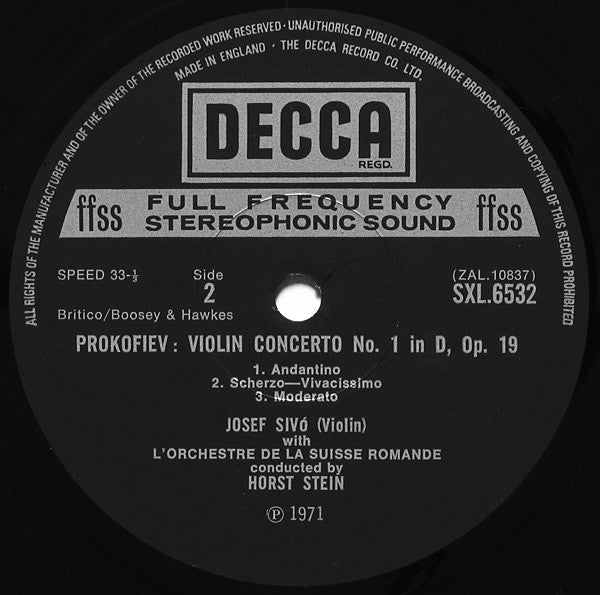 ALL RIGHTS OF THE MANUFACTURER AND OF THE OWNER OF THE RECORDED WORK RESERVED · UNAUTHORISED PUBLIC PERFORMANCE BROADCASTING AND COPYING OF THIS RECORD PROHIBITED
MADE IN ENGLAND · THE DECCA RECORD CO. LTD.
DECCA
REGD.
ffss FULL FREQUENCY ffss
STEREOPHONIC SOUND
SPEED 33-⅓ Side (ZAL.10837)
2 SXL.6532
Britico/Boosey & Hawkes
PROKOFIEV: VIOLIN CONCERTO No. 1 in D, Op. 19
1. Andantino
2. Scherzo—Vivacissimo
3. Moderato
JOSEF SIVó (Violin)
with
L'ORCHESTRE DE LA SUISSE ROMANDE
conducted by
HORST STEIN
Ⓟ 1971